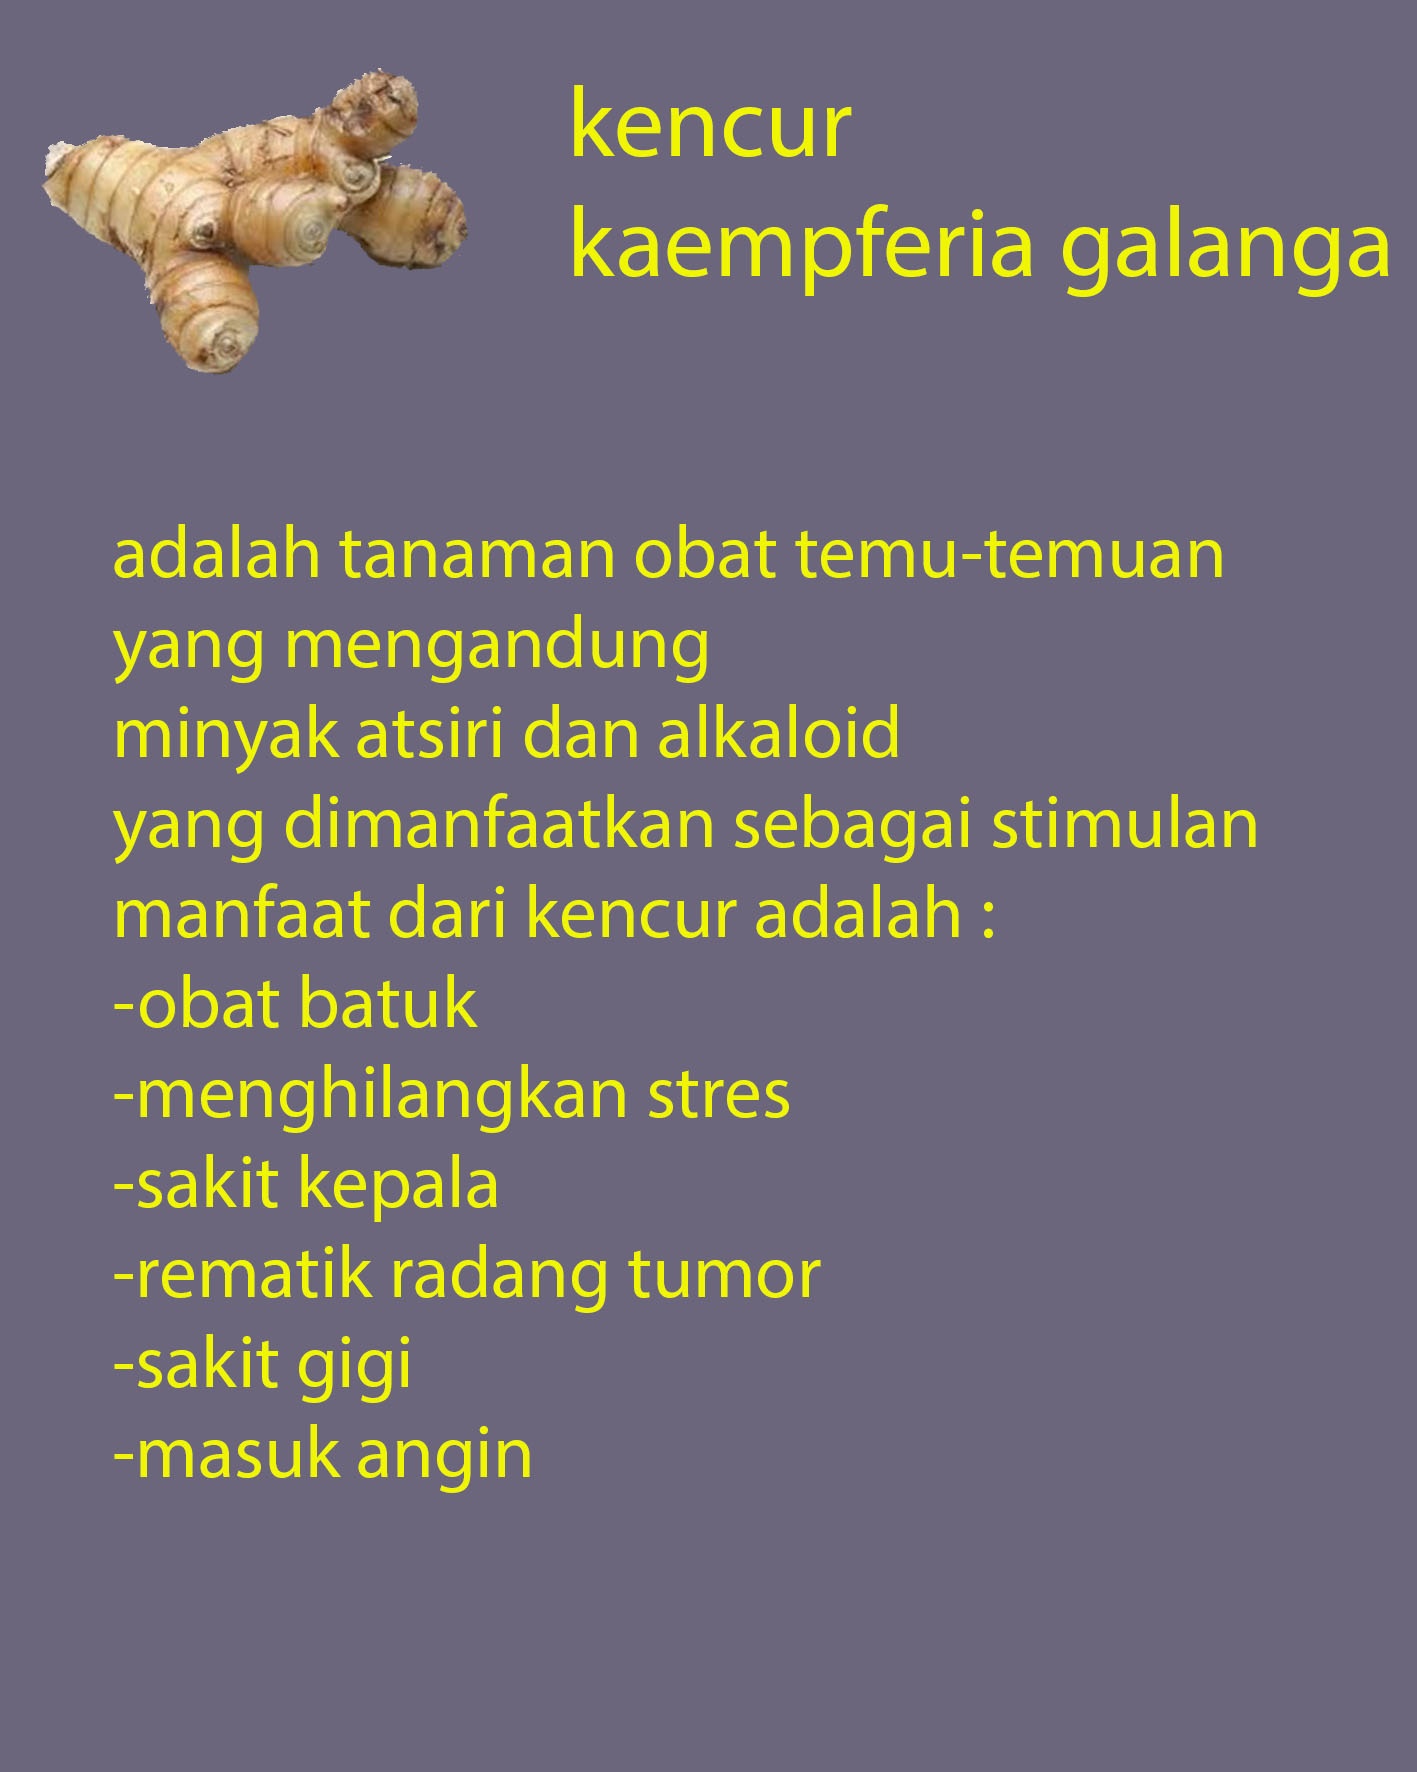 kencur
kaempferia galanga
adalah tanaman obat temu-temuan
yang mengandung
minyak atsiri dan alkaloid
yang dimanfaatkan sebagai stimulan
manfaat dari kencur adalah :
-obat batuk
-menghilangkan stres
-sakit kepala
-rematik radang tumor
-sakit gigi
-masuk angin